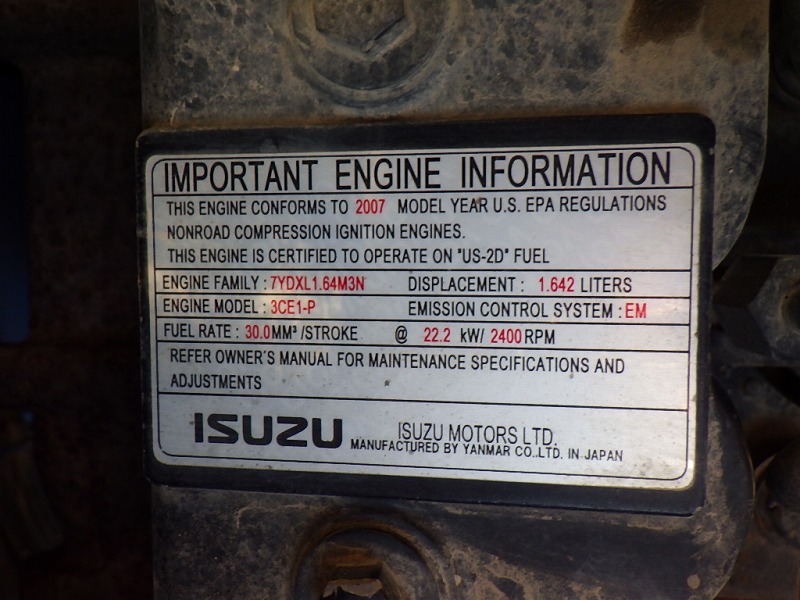 IMPORTANT ENGINE INFORMATION
THIS ENGINE CONFORMS TO 2007 MODEL YEAR U.S. EPA REGULATIONS
NONROAD COMPRESSION IGNITION ENGINES.
THIS ENGINE IS CERTIFIED TO OPERATE ON "US-2D" FUEL
ENGINE FAMILY : 7YDXL1.64M3N DISPLACEMENT : 1.642 LITERS
ENGINE MODEL : 3CE1-P EMISSION CONTROL SYSTEM : EM
FUEL RATE : 30.0MM³ /STROKE @ 22.2 kW/ 2400 RPM
REFER OWNER'S MANUAL FOR MAINTENANCE SPECIFICATIONS AND
ADJUSTMENTS
ISUZU ISUZU MOTORS LTD.
MANUFACTURED BY YANMAR CO.,LTD. IN JAPAN